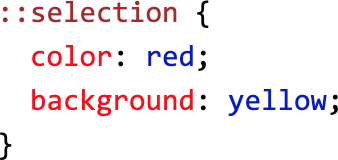 ::selection {
  color: red;
  background: yellow;
}